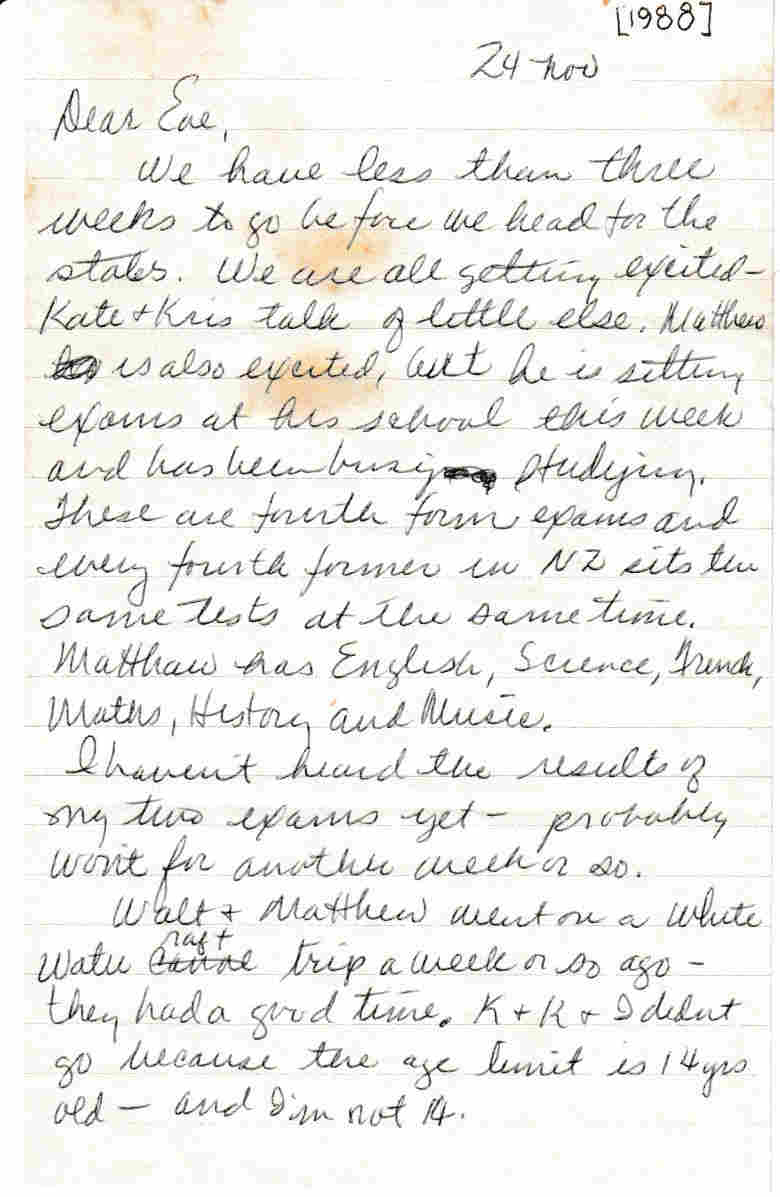 [1988]
24 Nov
Dear Eve,
We have less than three
weeks to go before we head for the
states. We are all getting excited -
Kate + Kris talk of little else. Matthew
is also excited, but he is sitting
exams at his school this week
and has been busy studying.
These are fourth form exams and
every fourth former in NZ sits the
same tests at the same time.
Matthew has English, Science, French,
Maths, History and Music.
I haven't heard the results of
my two exams yet - probably
won't for another week or so.
Walt + Matthew went on a white
water canoe raft trip a week or so ago -
they had a good time. K + K + I didn't
go because the age limit is 14 yrs
old - and I'm not 14.